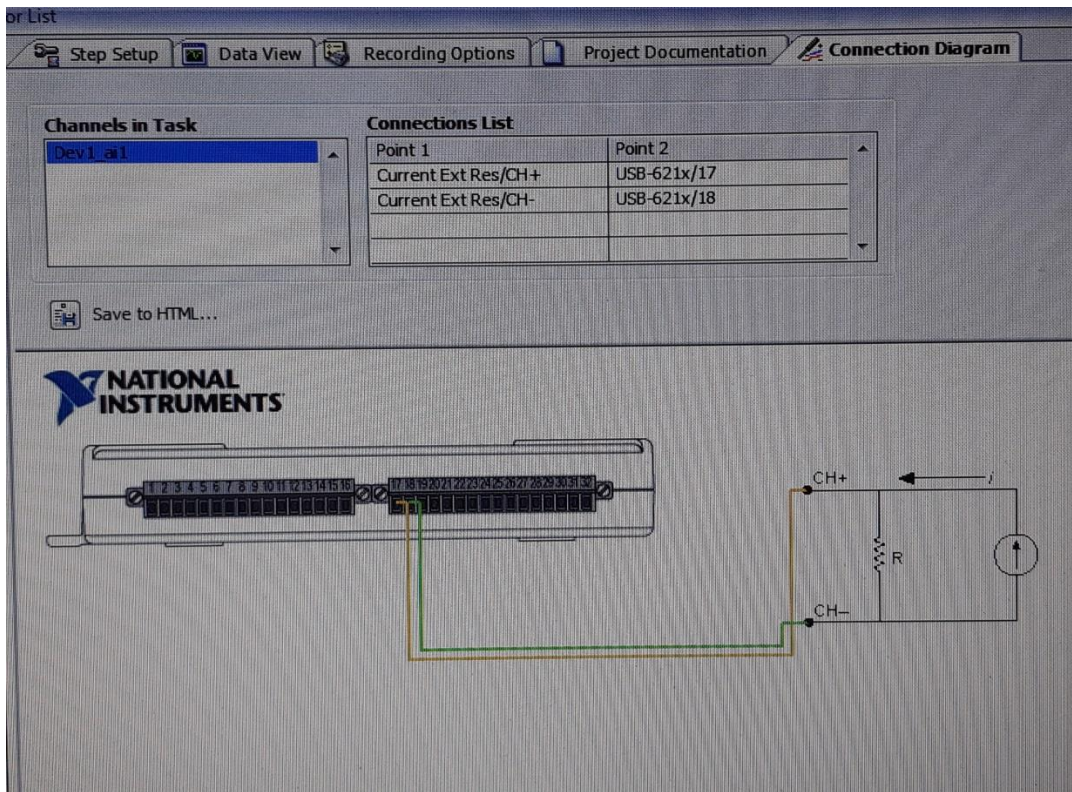 or List
Step Setup Data View Recording Options Project Documentation Connection Diagram
Channels in Task
Dev1_ai1
Connections List
Point 1 Point 2
Current Ext Res/CH+ USB-621x/17
Current Ext Res/CH- USB-621x/18
Save to HTML...
NATIONAL
INSTRUMENTS
1 2 3 4 5 6 7 8 9 10 11 12 13 14 15 16 17 18 19 20 21 22 23 24 25 26 27 28 29 30 31 32
CH+ i
R
CH–